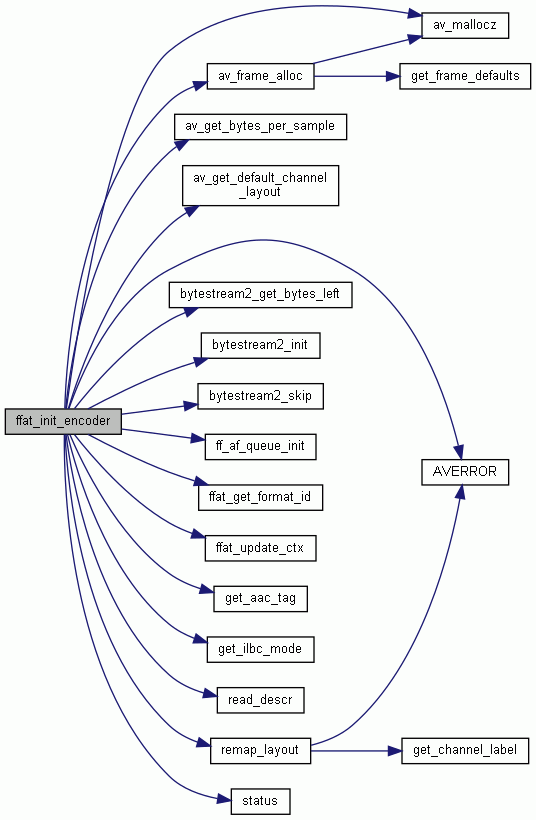 av_mallocz
av_frame_alloc
get_frame_defaults
av_get_bytes_per_sample
av_get_default_channel
_layout
bytestream2_get_bytes_left
bytestream2_init
bytestream2_skip
ffat_init_encoder
ff_af_queue_init
AVERROR
ffat_get_format_id
ffat_update_ctx
get_aac_tag
get_ilbc_mode
read_descr
remap_layout
get_channel_label
status